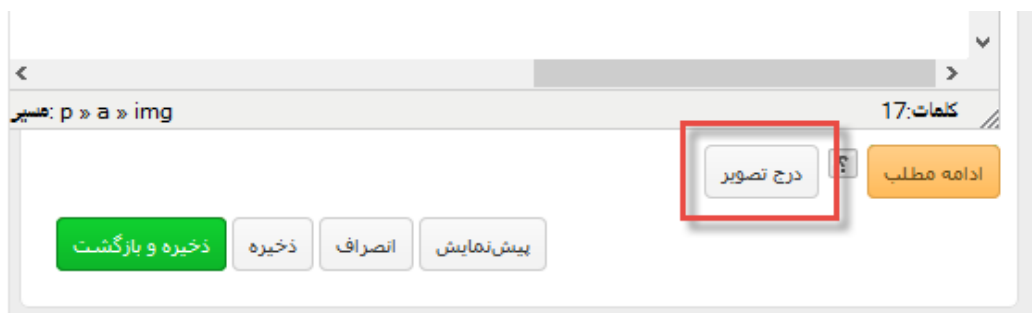 مسیر: p » a » img
کلمات:17
ادامه مطلب ? درج تصویر
پیش‌نمایش انصراف ذخیره ذخیره و بازگشت